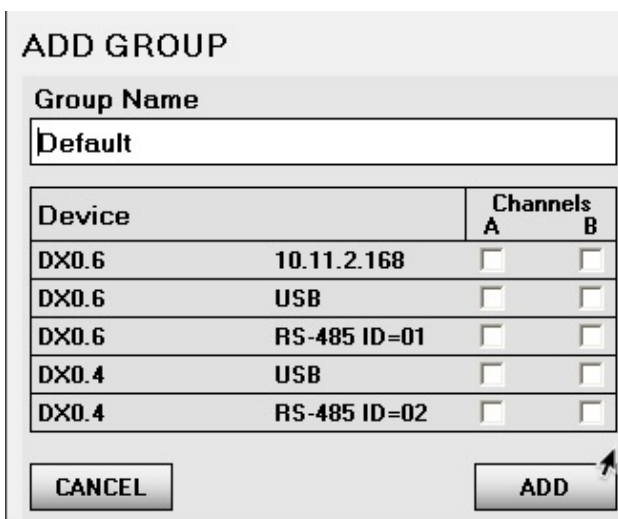 ADD GROUP
Group Name
Default
Device Channels
A B
DX0.6 10.11.2.168
DX0.6 USB
DX0.6 RS-485 ID=01
DX0.4 USB
DX0.4 RS-485 ID=02
CANCEL ADD